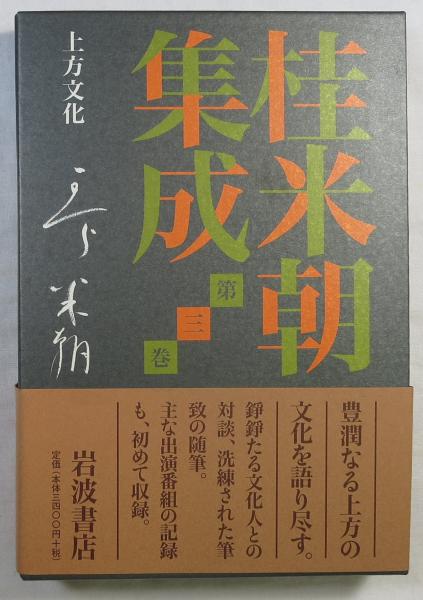 桂米朝
集成
第三巻
上方文化
米朝
豊潤なる上方の
文化を語り尽す。
錚錚たる文化人との
対談、洗練された筆
致の随筆。
主な出演番組の記録
も、初めて収録。
岩波書店
定価(本体三四〇〇円+税)